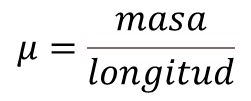 μ = masa / longitud